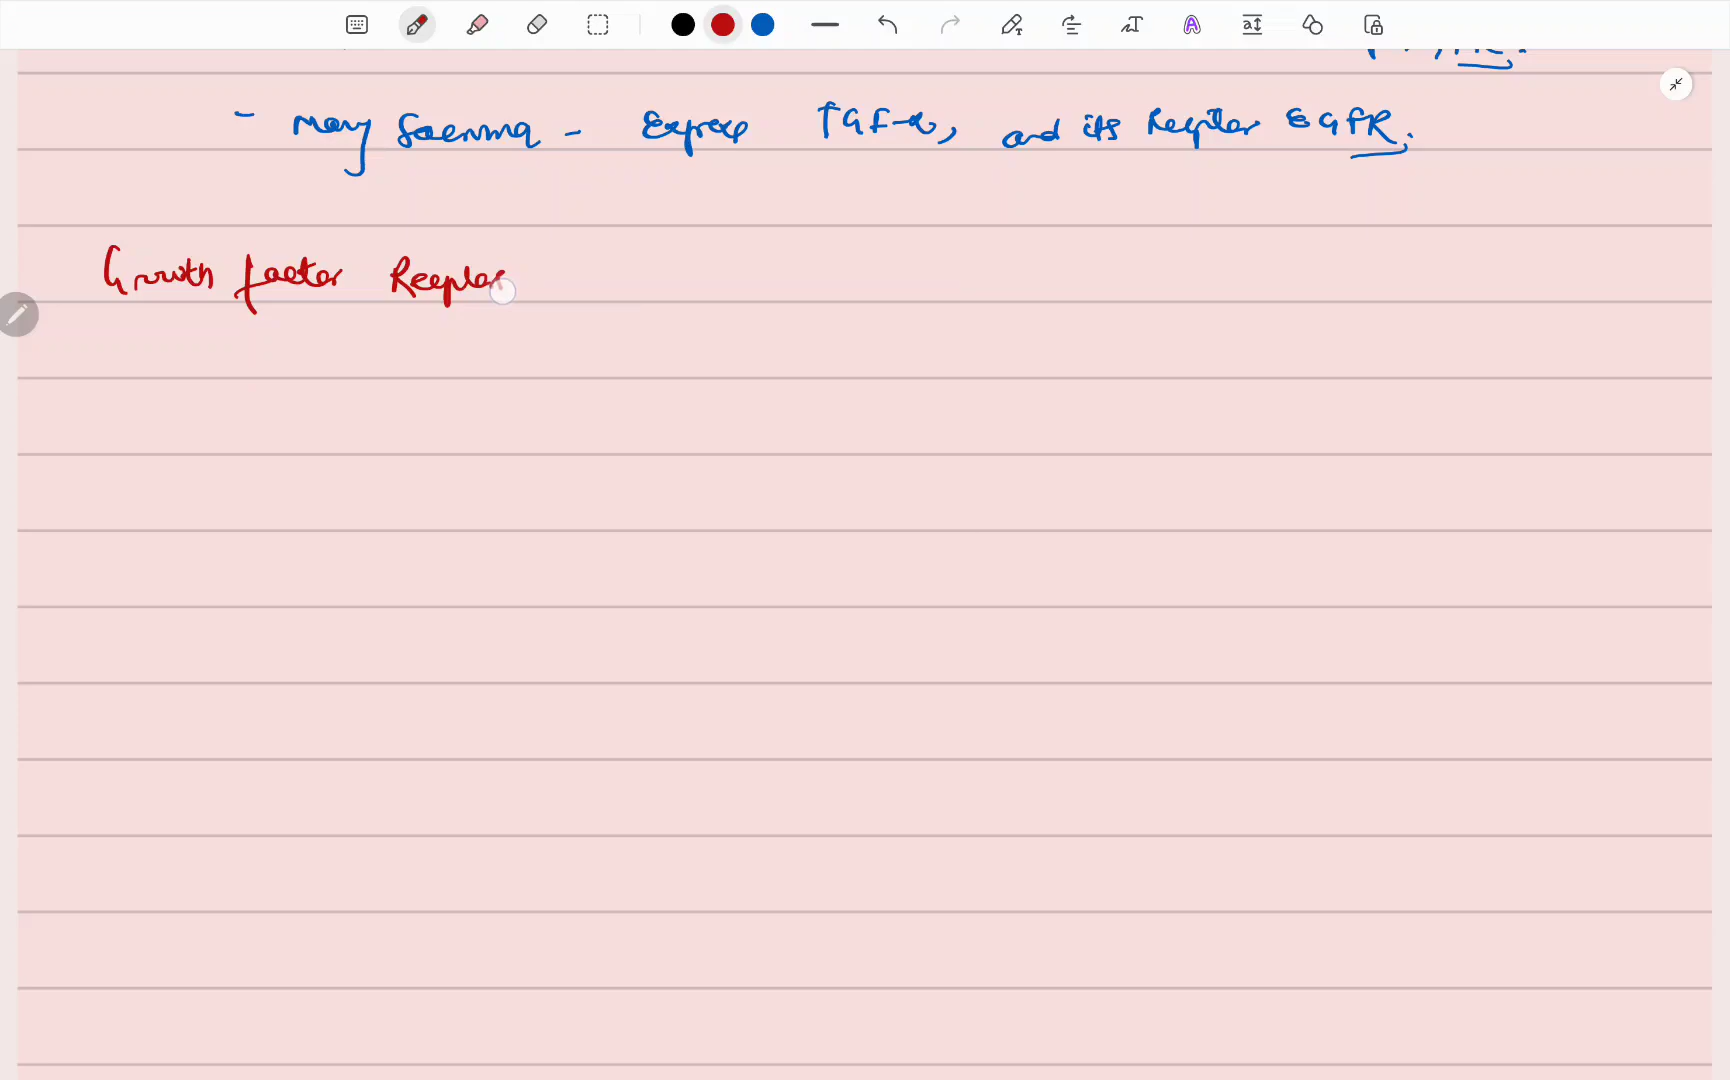 - Many Sarcoma - Express TGF-α, and its Receptor EGFR.
Growth factor Receptor